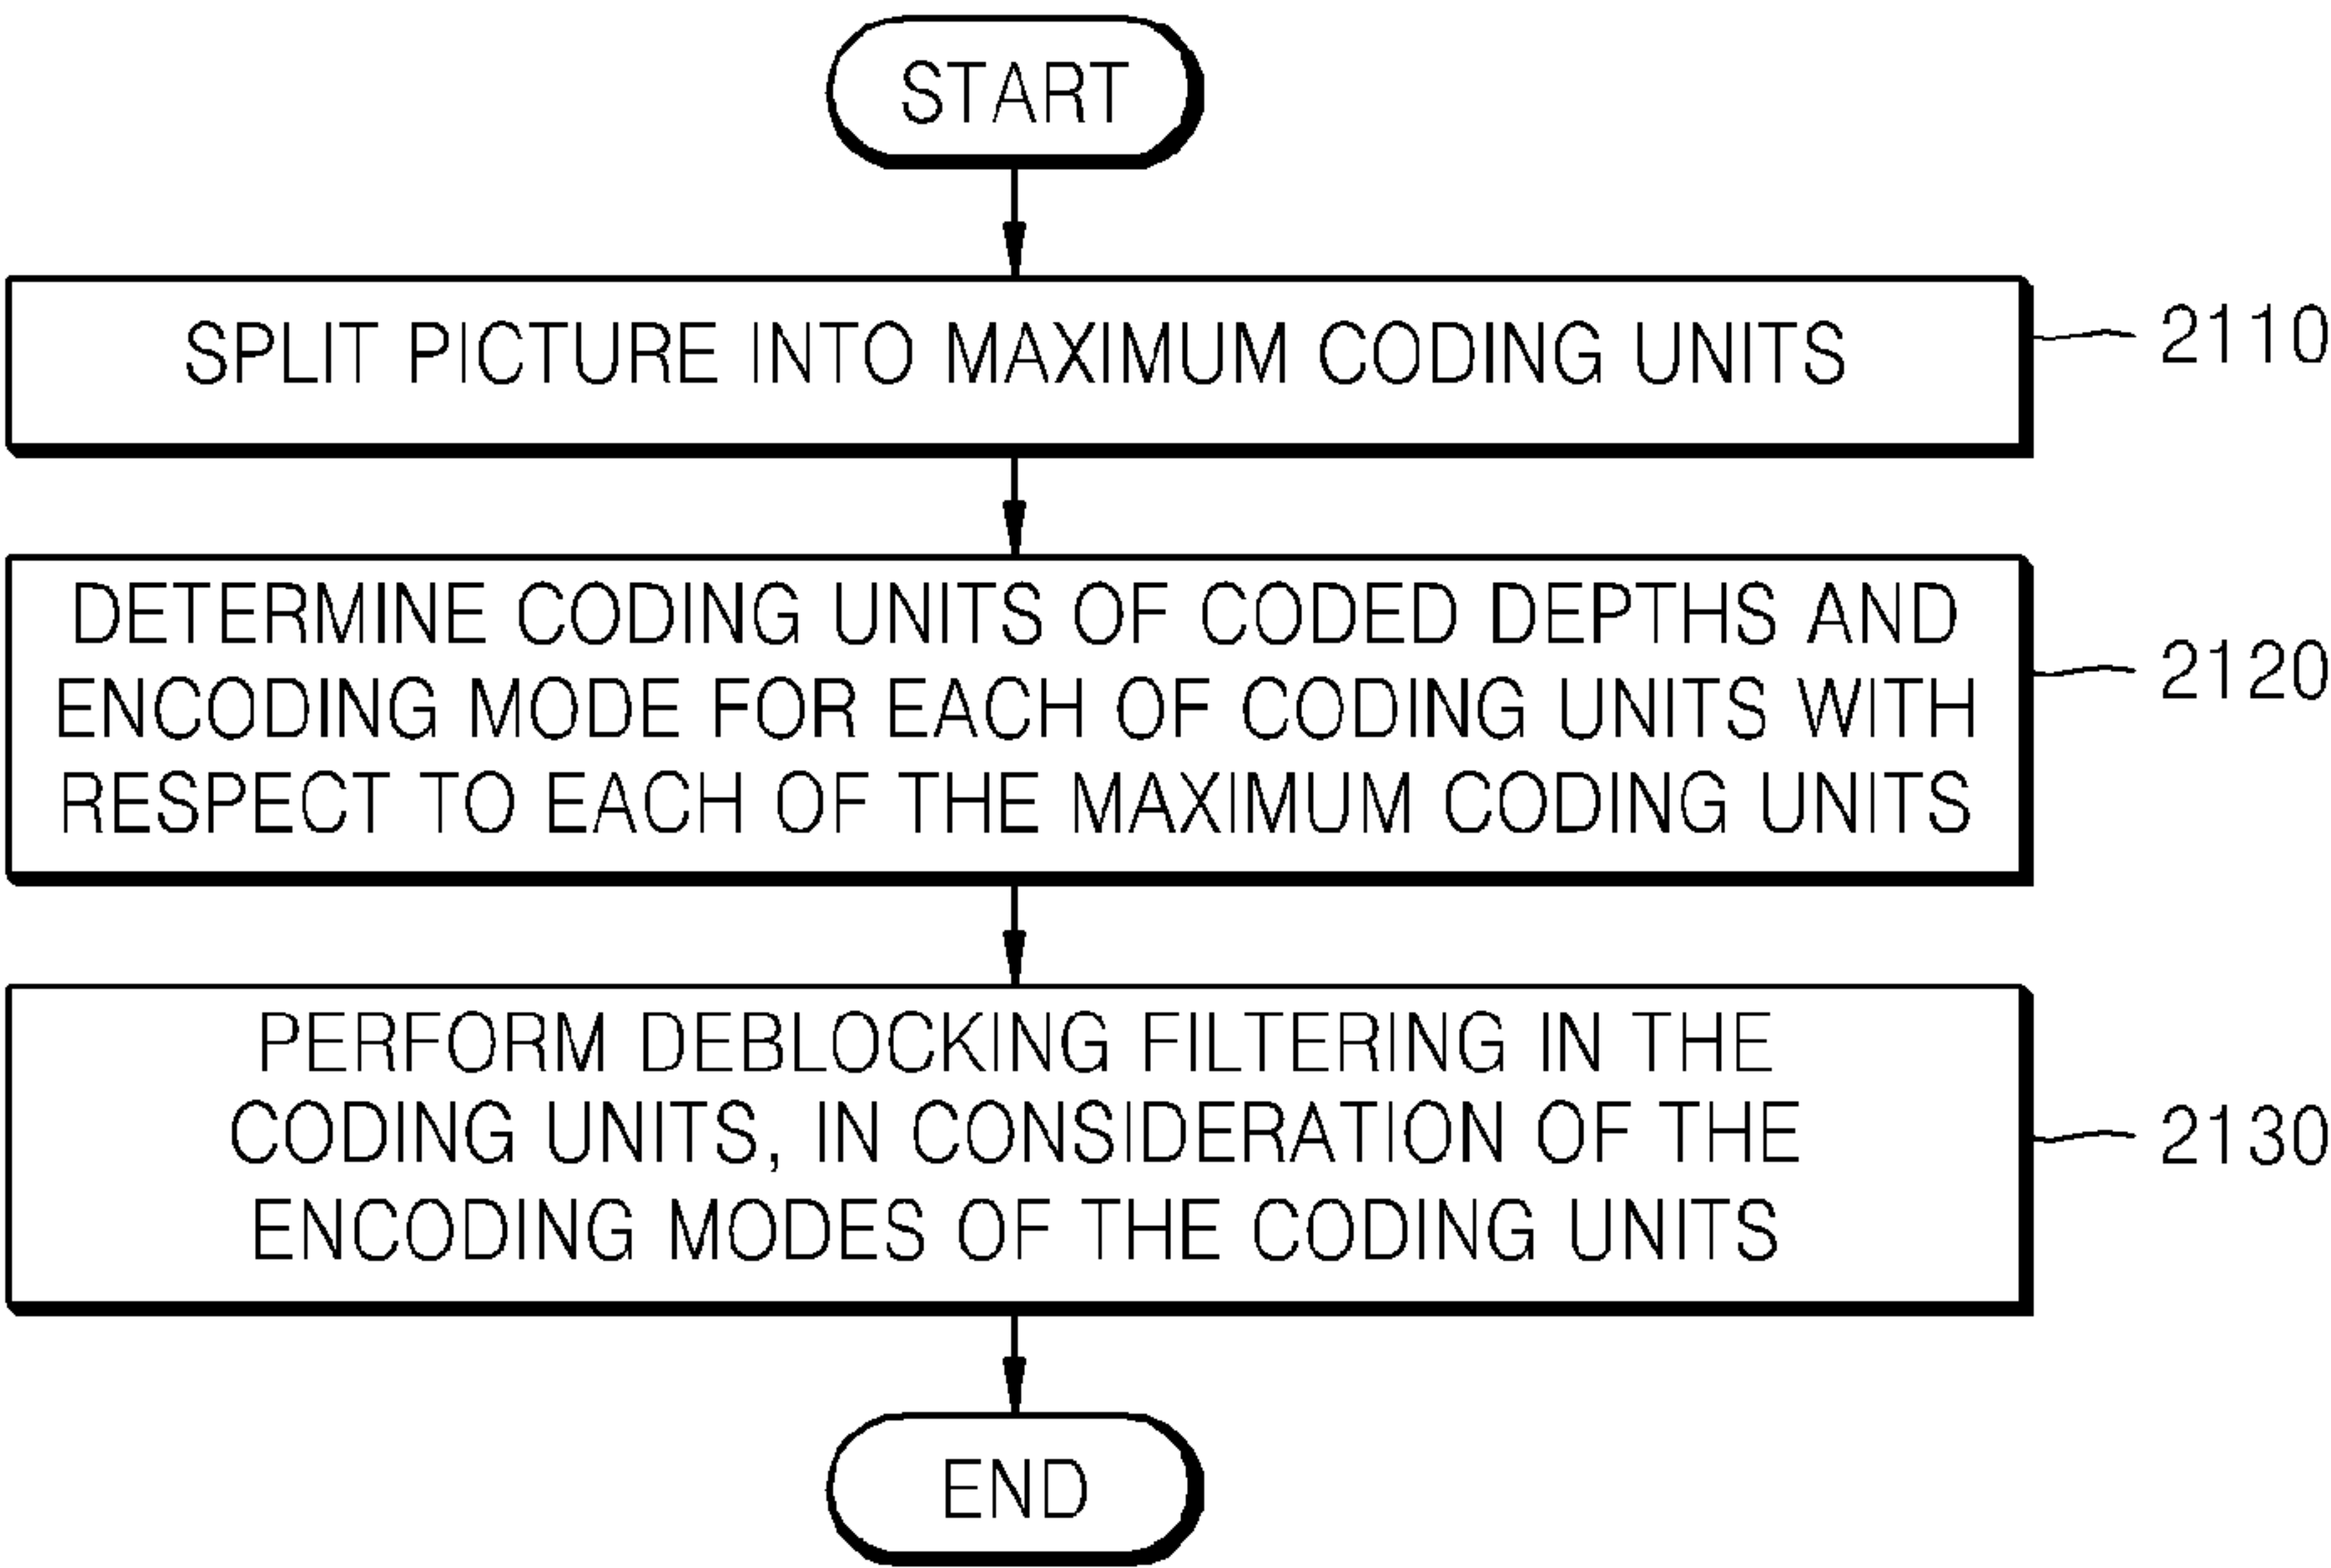 START
SPLIT PICTURE INTO MAXIMUM CODING UNITS
2110
DETERMINE CODING UNITS OF CODED DEPTHS AND
ENCODING MODE FOR EACH OF CODING UNITS WITH
RESPECT TO EACH OF THE MAXIMUM CODING UNITS
2120
PERFORM DEBLOCKING FILTERING IN THE
CODING UNITS, IN CONSIDERATION OF THE
ENCODING MODES OF THE CODING UNITS
2130
END